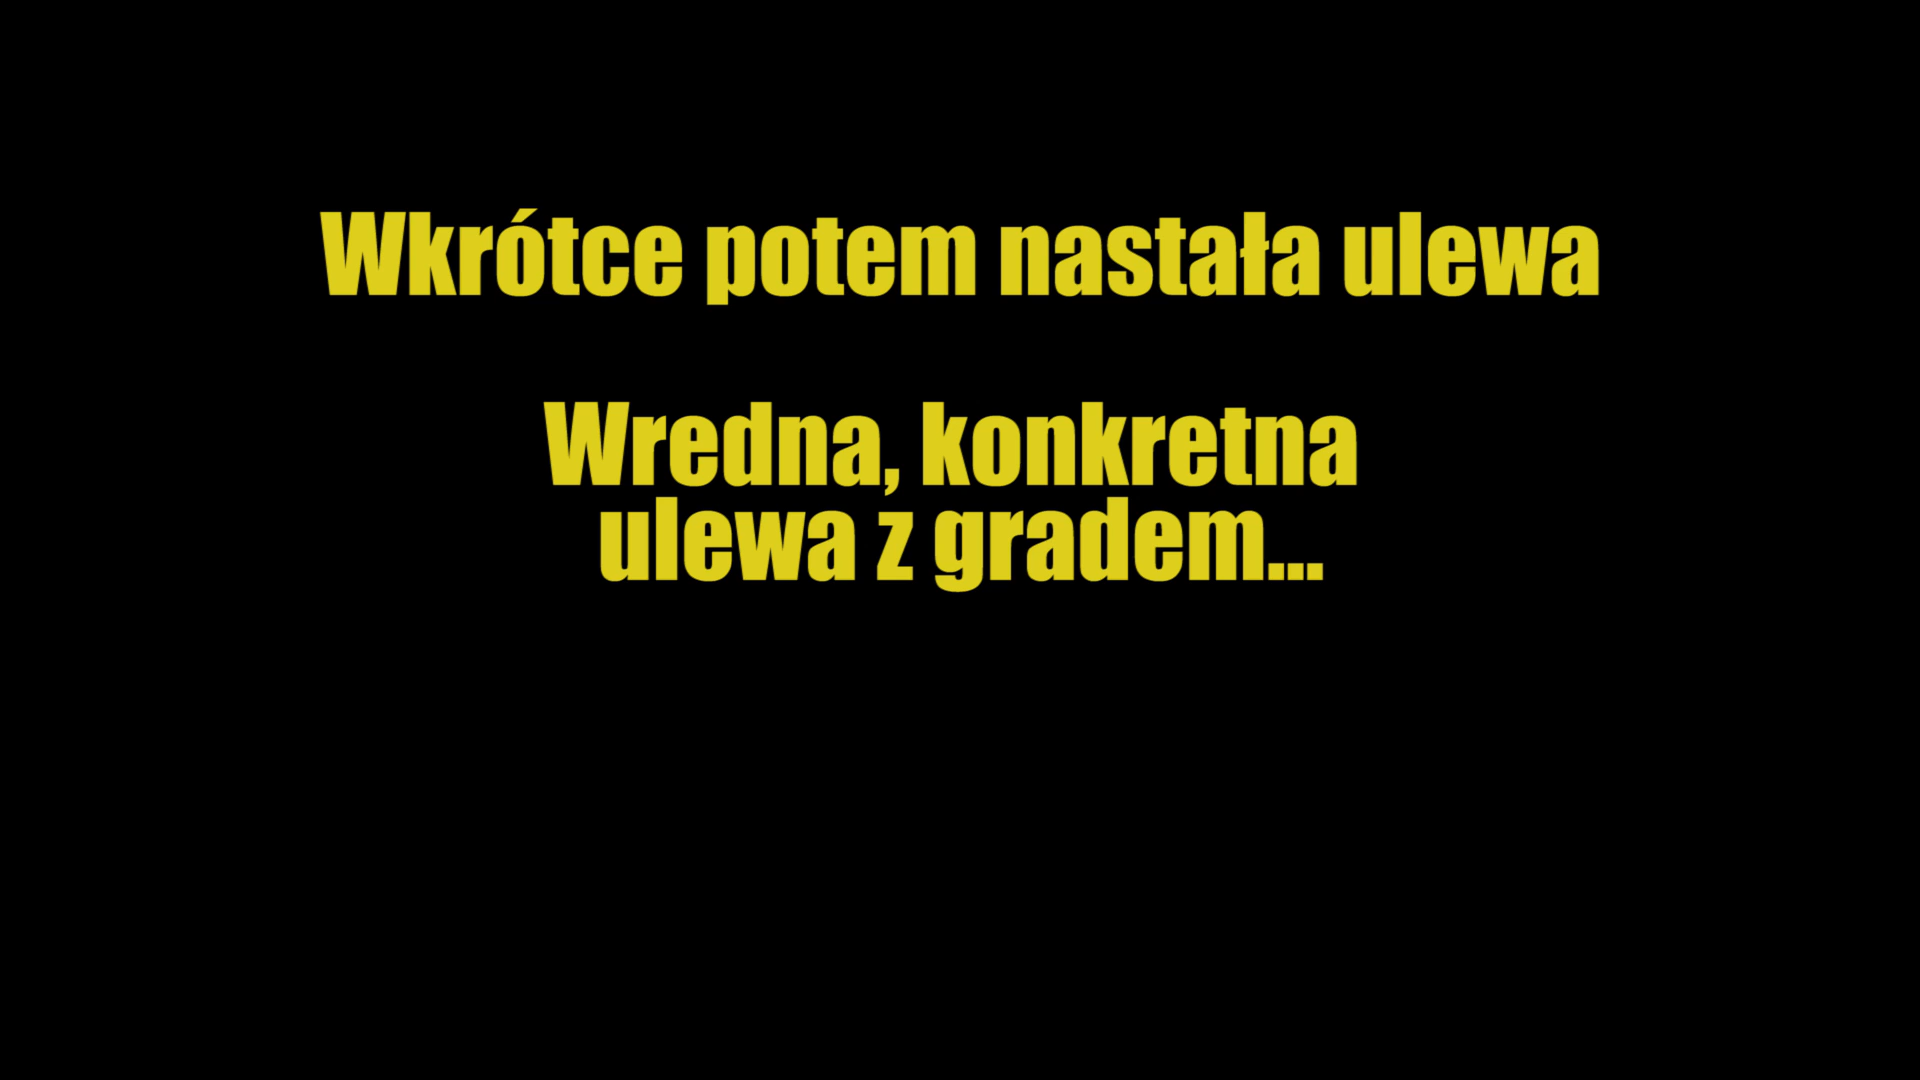 Wkrótce potem nastała ulewa
Wredna, konkretna
ulewa z gradem...